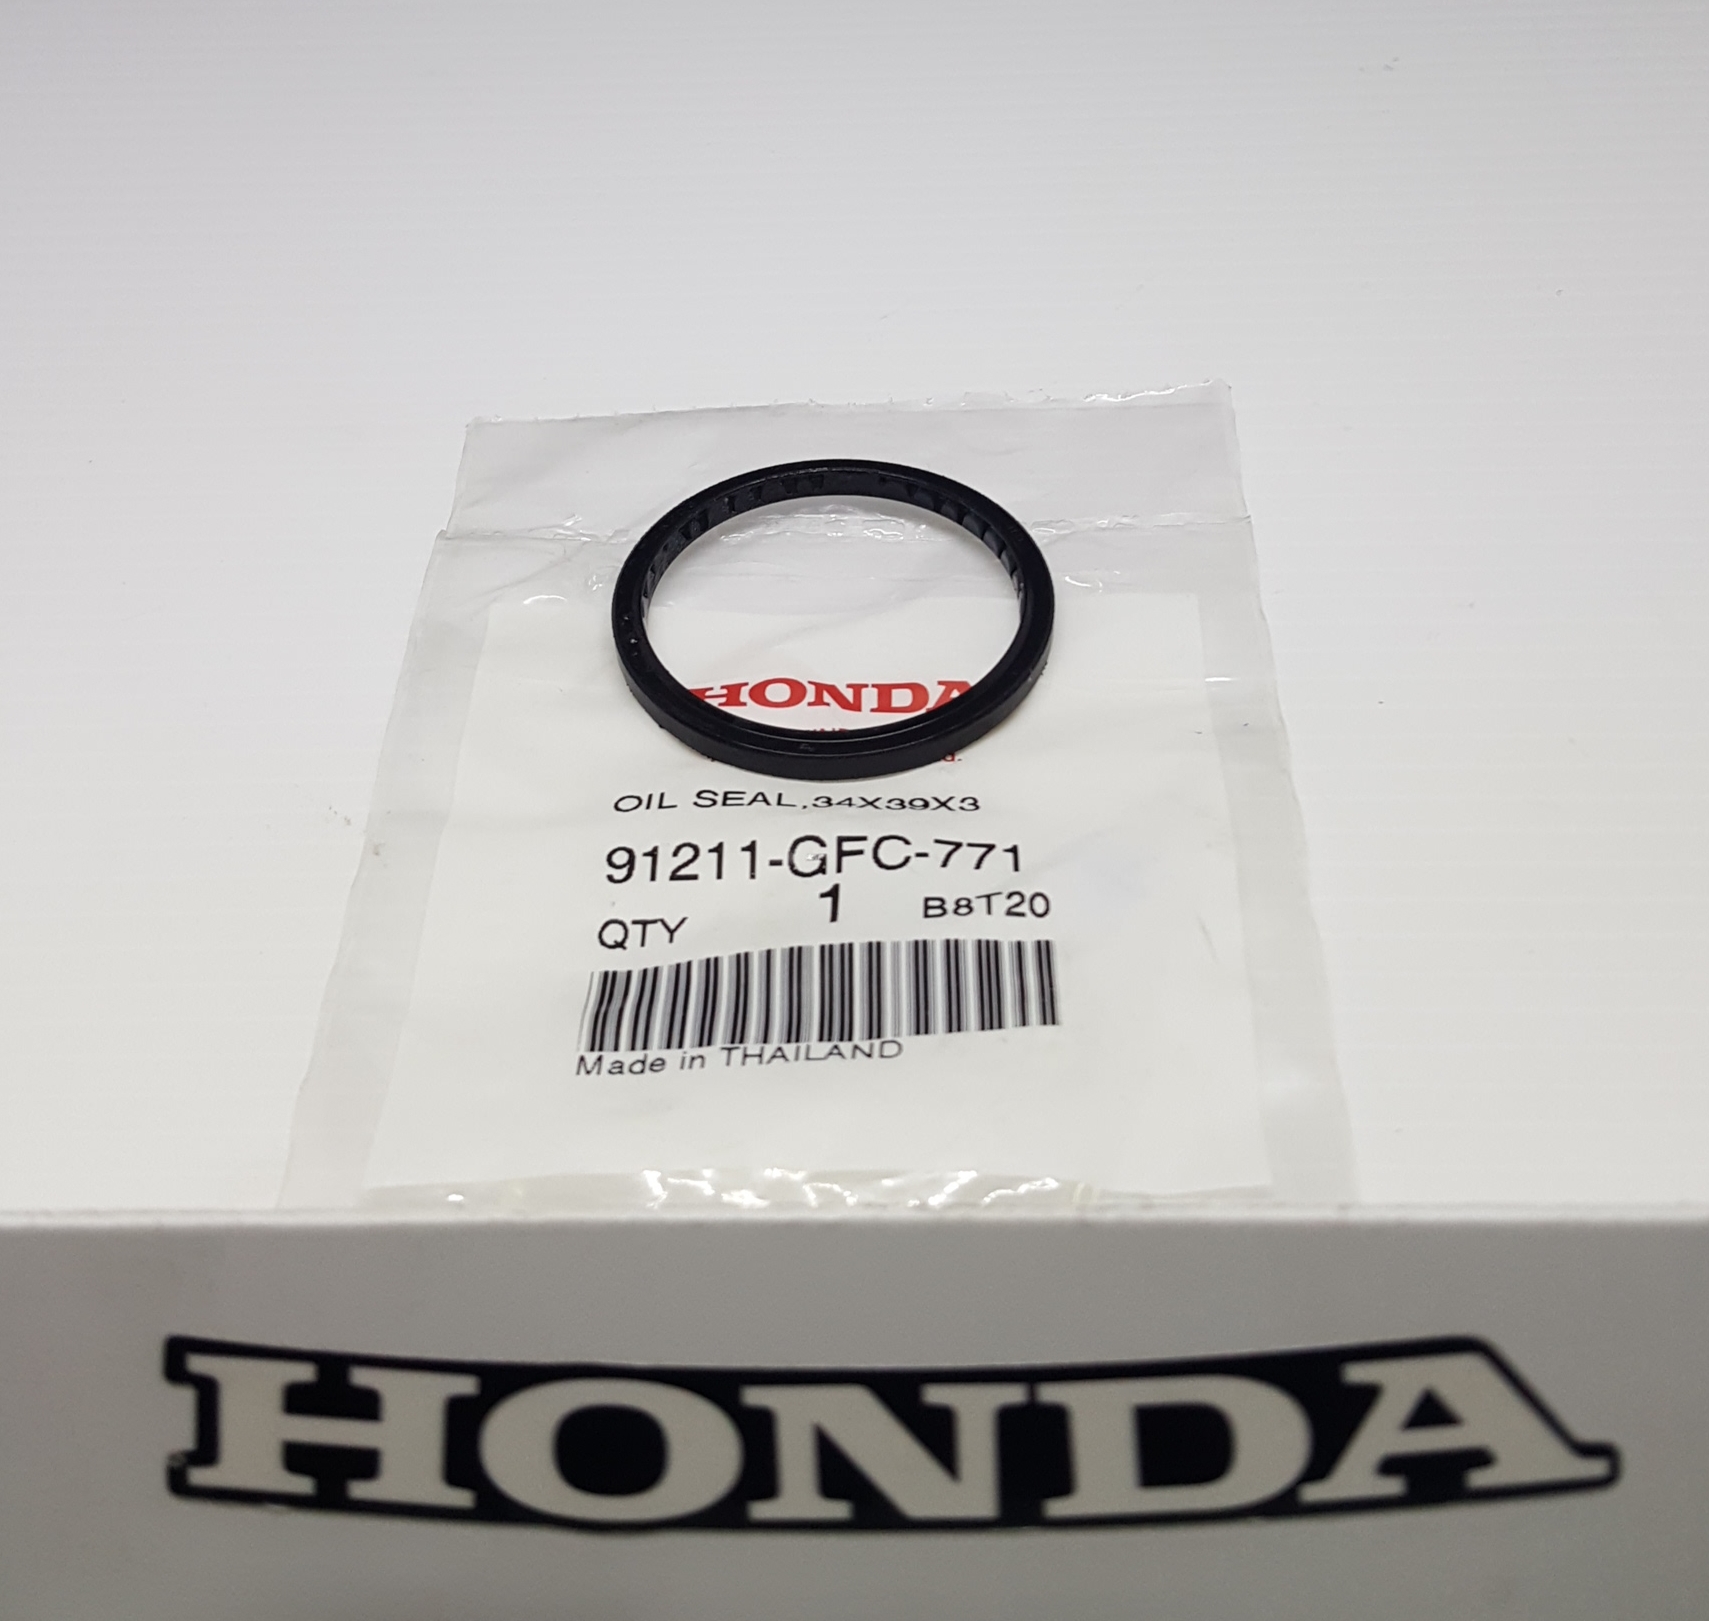 HONDA
OIL SEAL,34X39X3
91211-GFC-771
QTY 1 B8T20
Made in THAILAND
HONDA